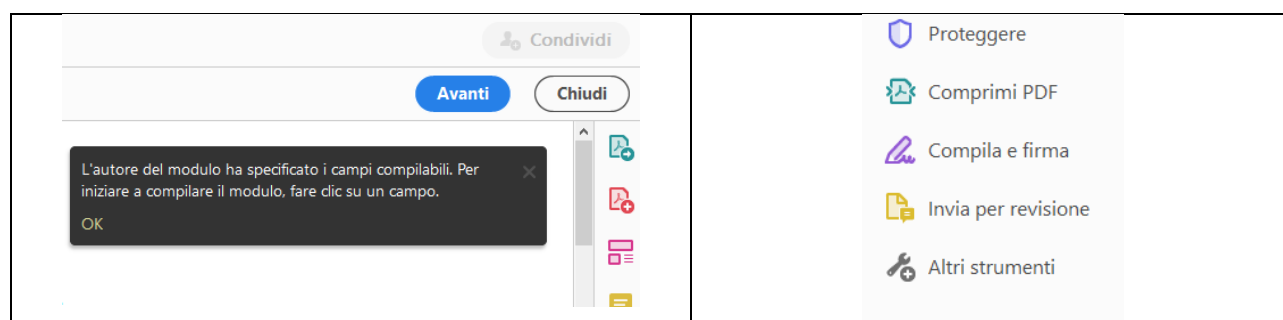 Condividi
Avanti
Chiudi
L'autore del modulo ha specificato i campi compilabili. Per
iniziare a compilare il modulo, fare clic su un campo.
OK
Proteggere
Comprimi PDF
Compila e firma
Invia per revisione
Altri strumenti